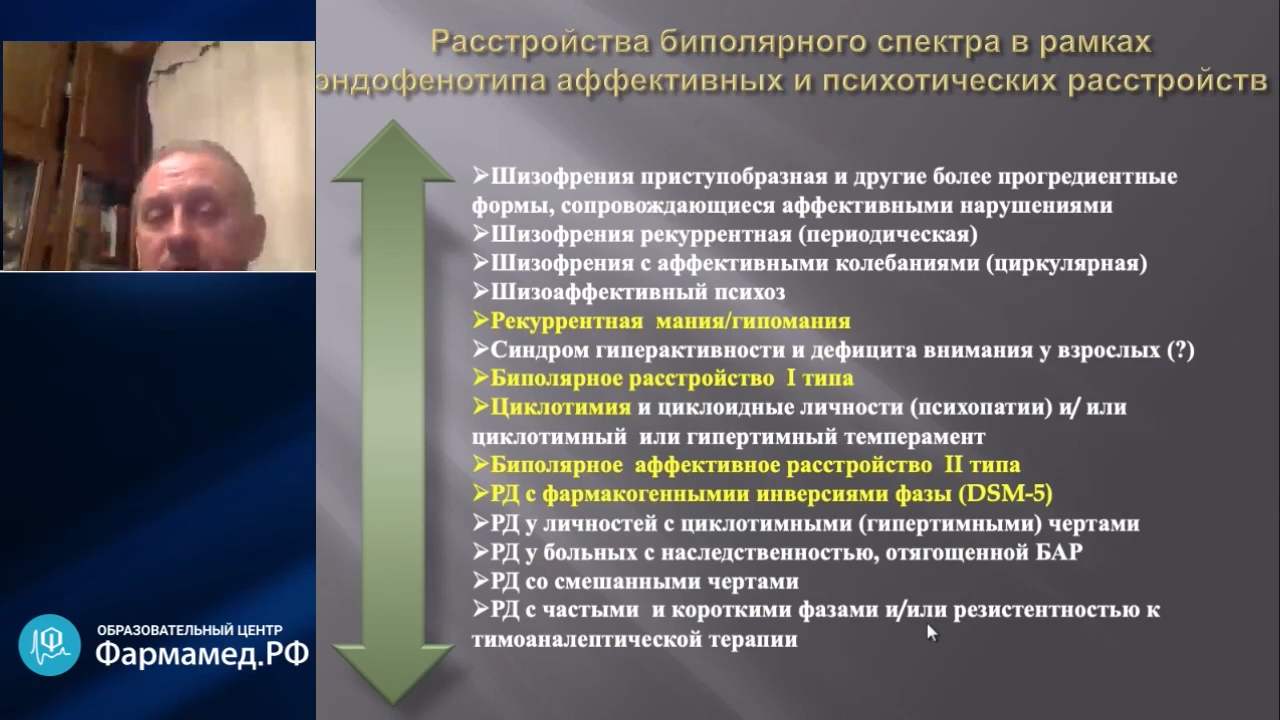 Расстройства биполярного спектра в рамках
эндофенотипа аффективных и психотических расстройств
➢Шизофрения приступобразная и другие более прогредиентные
формы, сопровождающиеся аффективными нарушениями
➢Шизофрения рекуррентная (периодическая)
➢Шизофрения с аффективными колебаниями (циркулярная)
➢Шизоаффективный психоз
➢Рекуррентная мания/гипомания
➢Синдром гиперактивности и дефицита внимания у взрослых (?)
➢Биполярное расстройство I типа
➢Циклотимия и циклоидные личности (психопатии) и/ или
циклотимный или гипертимный темперамент
➢Биполярное аффективное расстройство II типа
➢РД с фармакогеннымии инверсиями фазы (DSM-5)
➢РД у личностей с циклотимными (гипертимными) чертами
➢РД у больных с наследственностью, отягощенной БАР
➢РД со смешанными чертами
➢РД с частыми и короткими фазами и/или резистентностью к
тимоаналептической терапии
ОБРАЗОВАТЕЛЬНЫЙ ЦЕНТР
Фармамед.РФ